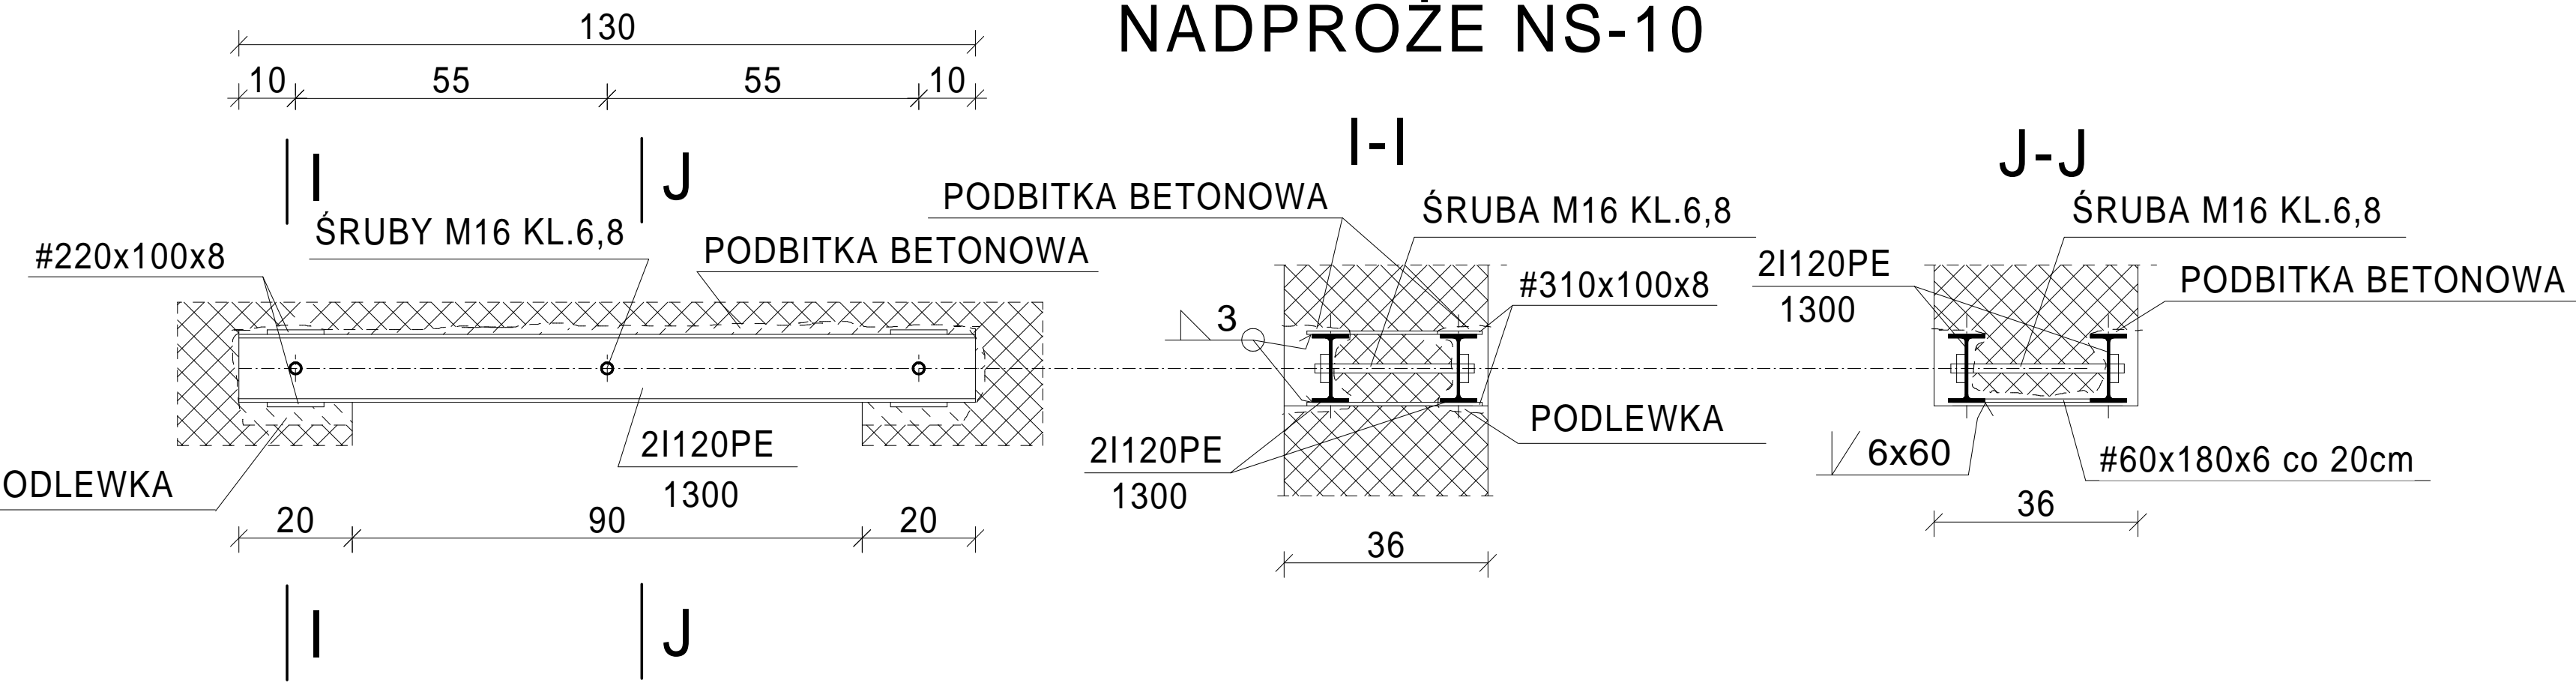 NADPROŻE NS-10
130
10
55
55
10
I
J
#220x100x8
ŚRUBY M16 KL.6,8
PODBITKA BETONOWA
ODLEWKA
2I120PE
1300
20
90
20
I
J
I-I
PODBITKA BETONOWA
ŚRUBA M16 KL.6,8
#310x100x8
3
PODLEWKA
2I120PE
1300
36
J-J
ŚRUBA M16 KL.6,8
2I120PE
1300
PODBITKA BETONOWA
6x60
#60x180x6 co 20cm
36